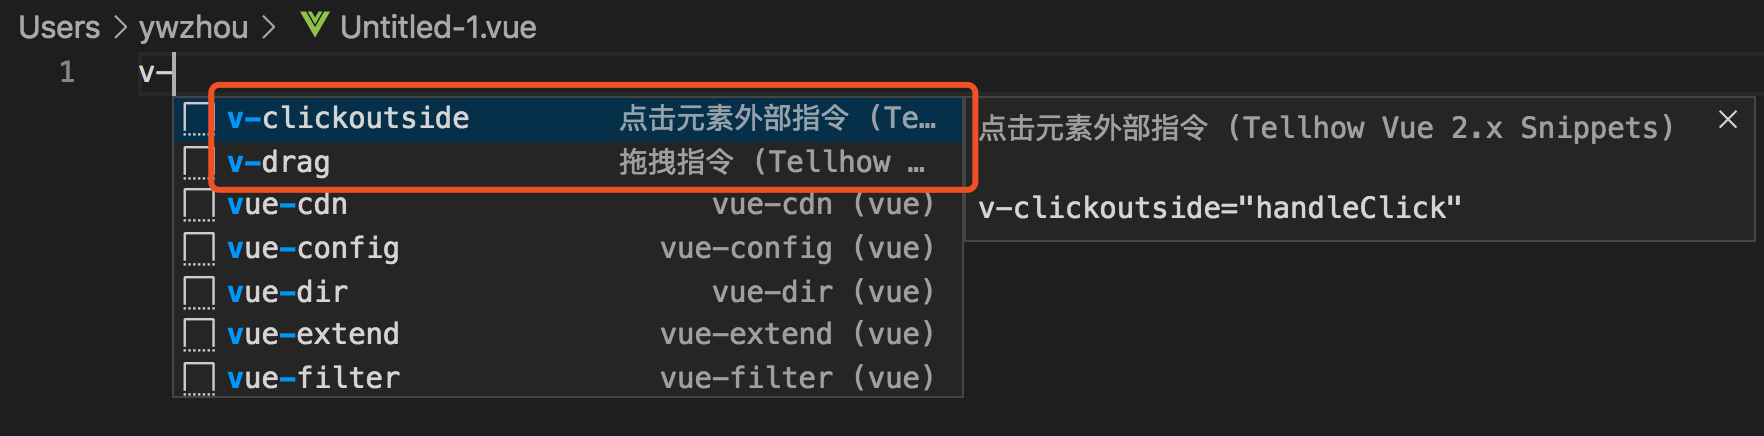 Users > ywzhou > Untitled-1.vue
1 v-
v-clickoutside 点击元素外部指令 (Te…
v-drag 拖拽指令 (Tellhow …
vue-cdn vue-cdn (vue)
vue-config vue-config (vue)
vue-dir vue-dir (vue)
vue-extend vue-extend (vue)
vue-filter vue-filter (vue)
点击元素外部指令 (Tellhow Vue 2.x Snippets)
v-clickoutside="handleClick"